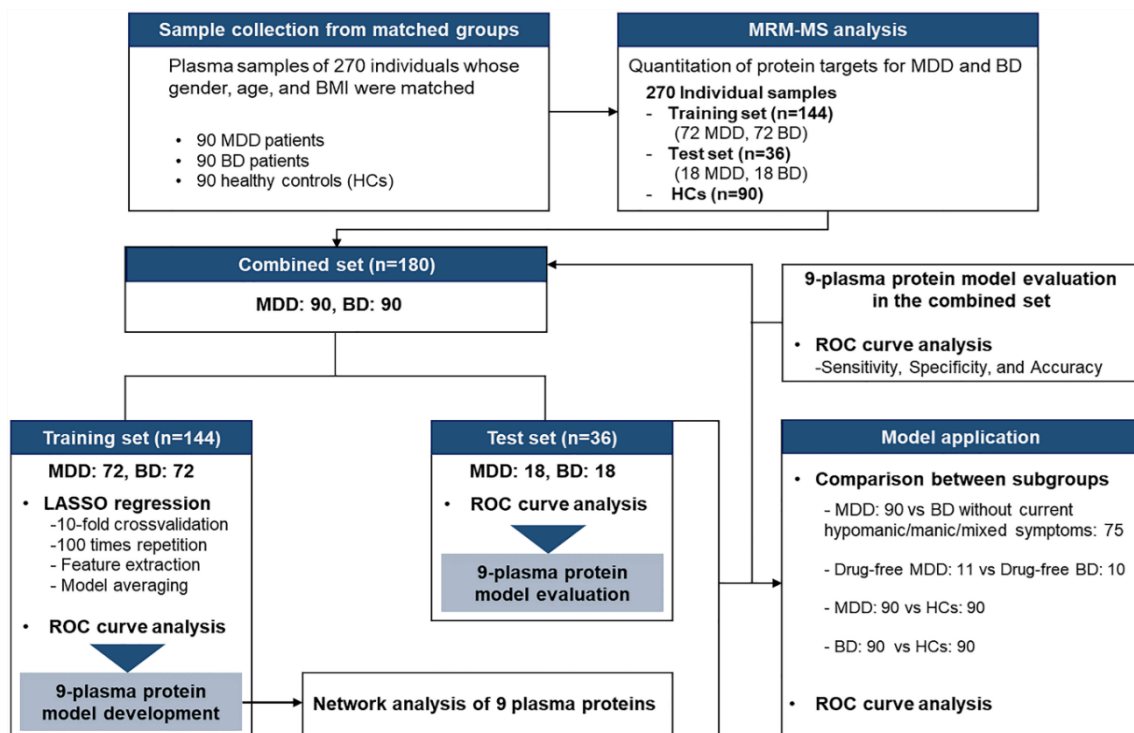 Sample collection from matched groups
Plasma samples of 270 individuals whose
gender, age, and BMI were matched
• 90 MDD patients
• 90 BD patients
• 90 healthy controls (HCs)
MRM-MS analysis
Quantitation of protein targets for MDD and BD
270 Individual samples
- Training set (n=144)
(72 MDD, 72 BD)
- Test set (n=36)
(18 MDD, 18 BD)
- HCs (n=90)
Combined set (n=180)
MDD: 90, BD: 90
9-plasma protein model evaluation
in the combined set
• ROC curve analysis
-Sensitivity, Specificity, and Accuracy
Training set (n=144)
MDD: 72, BD: 72
• LASSO regression
-10-fold crossvalidation
-100 times repetition
- Feature extraction
- Model averaging
• ROC curve analysis
9-plasma protein
model development
Test set (n=36)
MDD: 18, BD: 18
• ROC curve analysis
9-plasma protein
model evaluation
Network analysis of 9 plasma proteins
Model application
• Comparison between subgroups
- MDD: 90 vs BD without current
hypomanic/manic/mixed symptoms: 75
- Drug-free MDD: 11 vs Drug-free BD: 10
- MDD: 90 vs HCs: 90
- BD: 90 vs HCs: 90
• ROC curve analysis